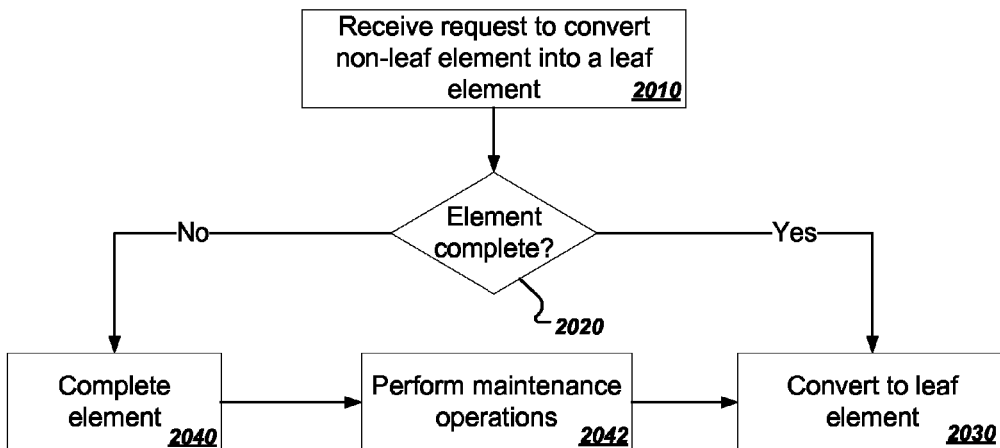 Receive request to convert
non-leaf element into a leaf
element 2010
Element
complete?
No
Yes
2020
Complete
element 2040
Perform maintenance
operations 2042
Convert to leaf
element 2030